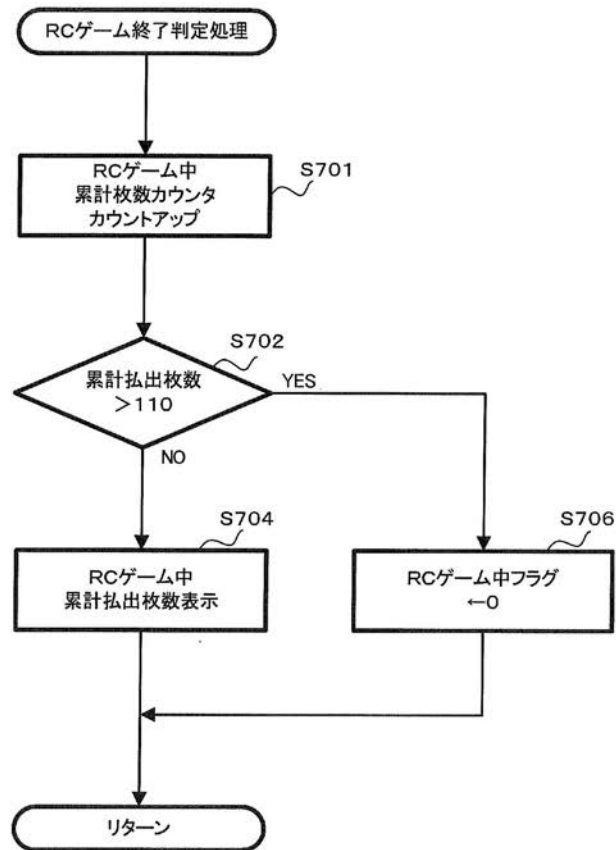 RCゲーム終了判定処理
RCゲーム中
累計枚数カウンタ
カウントアップ
S701
S702
累計払出枚数
＞110
YES
NO
S704
RCゲーム中
累計払出枚数表示
S706
RCゲーム中フラグ
←0
リターン